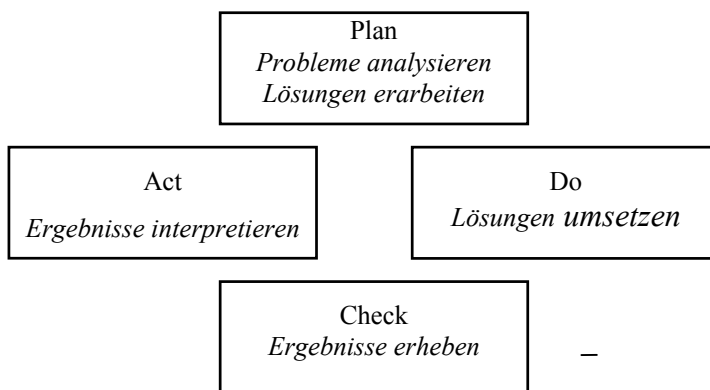 Plan
Probleme analysieren
Lösungen erarbeiten
Act
Ergebnisse interpretieren
Do
Lösungen umsetzen
Check
Ergebnisse erheben
–